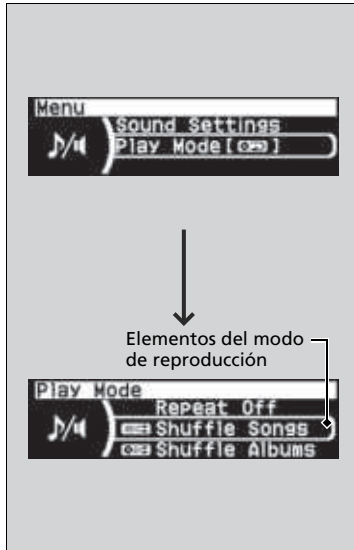 Menu
Sound Settings
Play Mode[]
Elementos del modo
de reproducción
Play Mode
Repeat Off
Shuffle Songs
Shuffle Albums